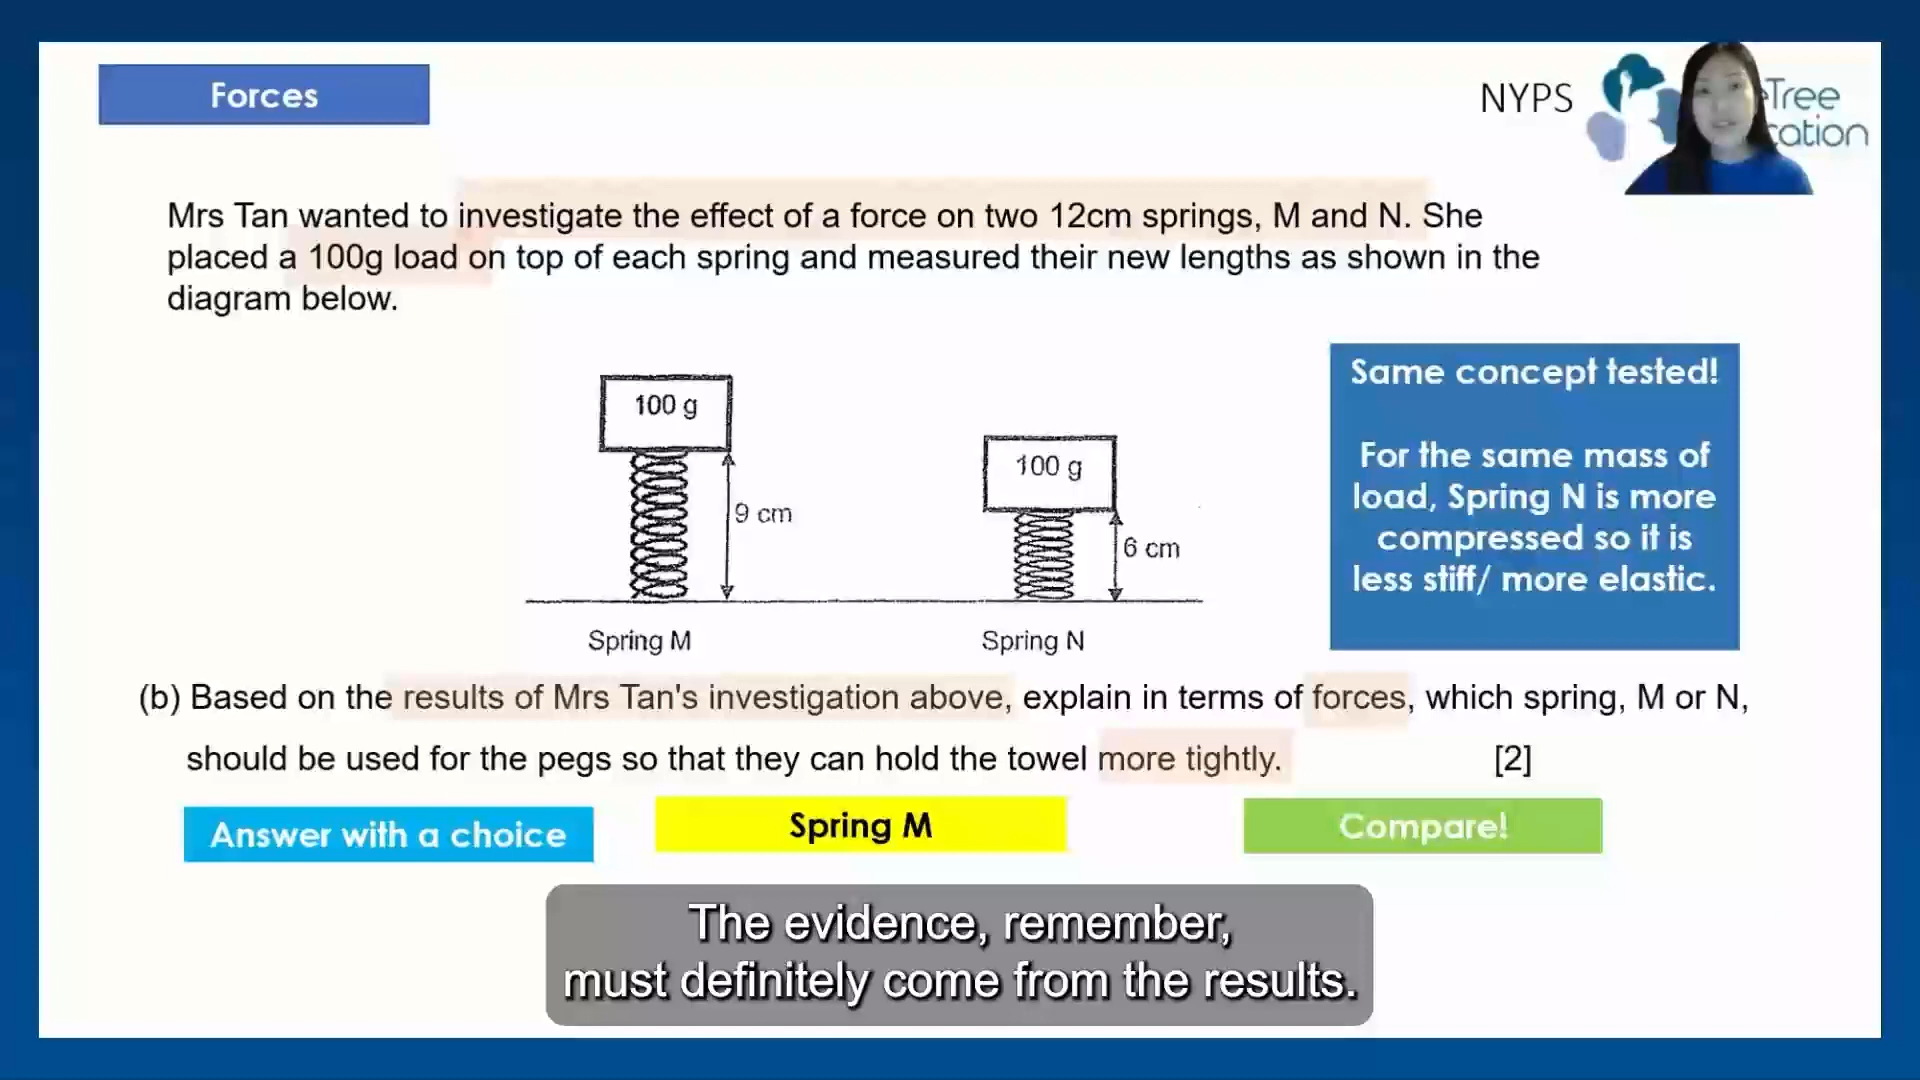 Forces
NYPS
Tree
cation
Mrs Tan wanted to investigate the effect of a force on two 12cm springs, M and N. She
placed a 100g load on top of each spring and measured their new lengths as shown in the
diagram below.
100 g
9 cm
Spring M
100 g
6 cm
Spring N
Same concept tested!
For the same mass of
load, Spring N is more
compressed so it is
less stiff/ more elastic.
(b) Based on the results of Mrs Tan's investigation above, explain in terms of forces, which spring, M or N,
should be used for the pegs so that they can hold the towel more tightly. [2]
Answer with a choice
Spring M
Compare!
The evidence, remember,
must definitely come from the results.